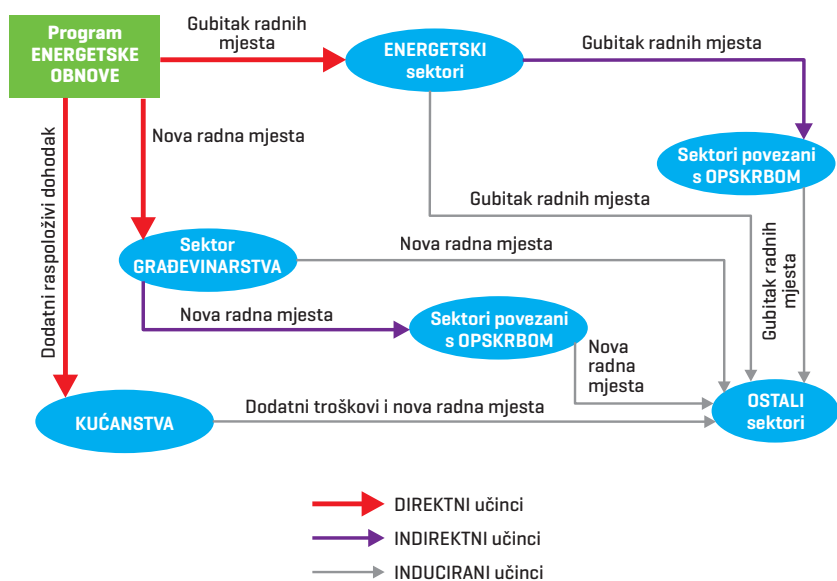 Program
ENERGETSKE
OBNOVE
Gubitak radnih
mjesta
ENERGETSKI
sektori
Gubitak radnih mjesta
Nova radna mjesta
Sektori povezani
s OPSKRBOM
Dodatni raspoloživi dohodak
Gubitak radnih mjesta
Sektor
GRAĐEVINARSTVA
Nova radna mjesta
Gubitak radnih
mjesta
Nova radna mjesta
Sektori povezani
s OPSKRBOM
Nova
radna
mjesta
KUĆANSTVA
Dodatni troškovi i nova radna mjesta
OSTALI
sektori
DIREKTNI učinci
INDIREKTNI učinci
INDUCIRANI učinci